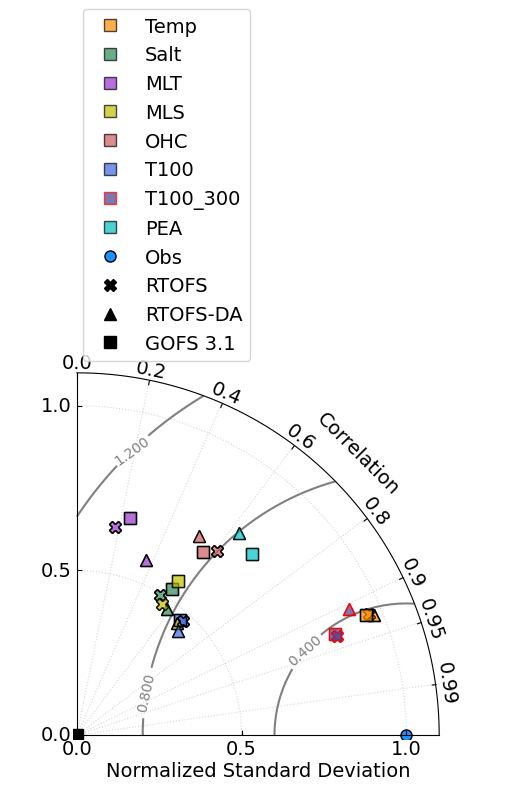 Temp
Salt
MLT
MLS
OHC
T100
T100_300
PEA
Obs
RTOFS
RTOFS-DA
GOFS 3.1
0.0
0.2
0.4
0.6
Correlation
0.8
0.9
0.95
0.99
1.0
0.5
0.0
1.200
0.800
0.400
0.0
0.5
1.0
Normalized Standard Deviation